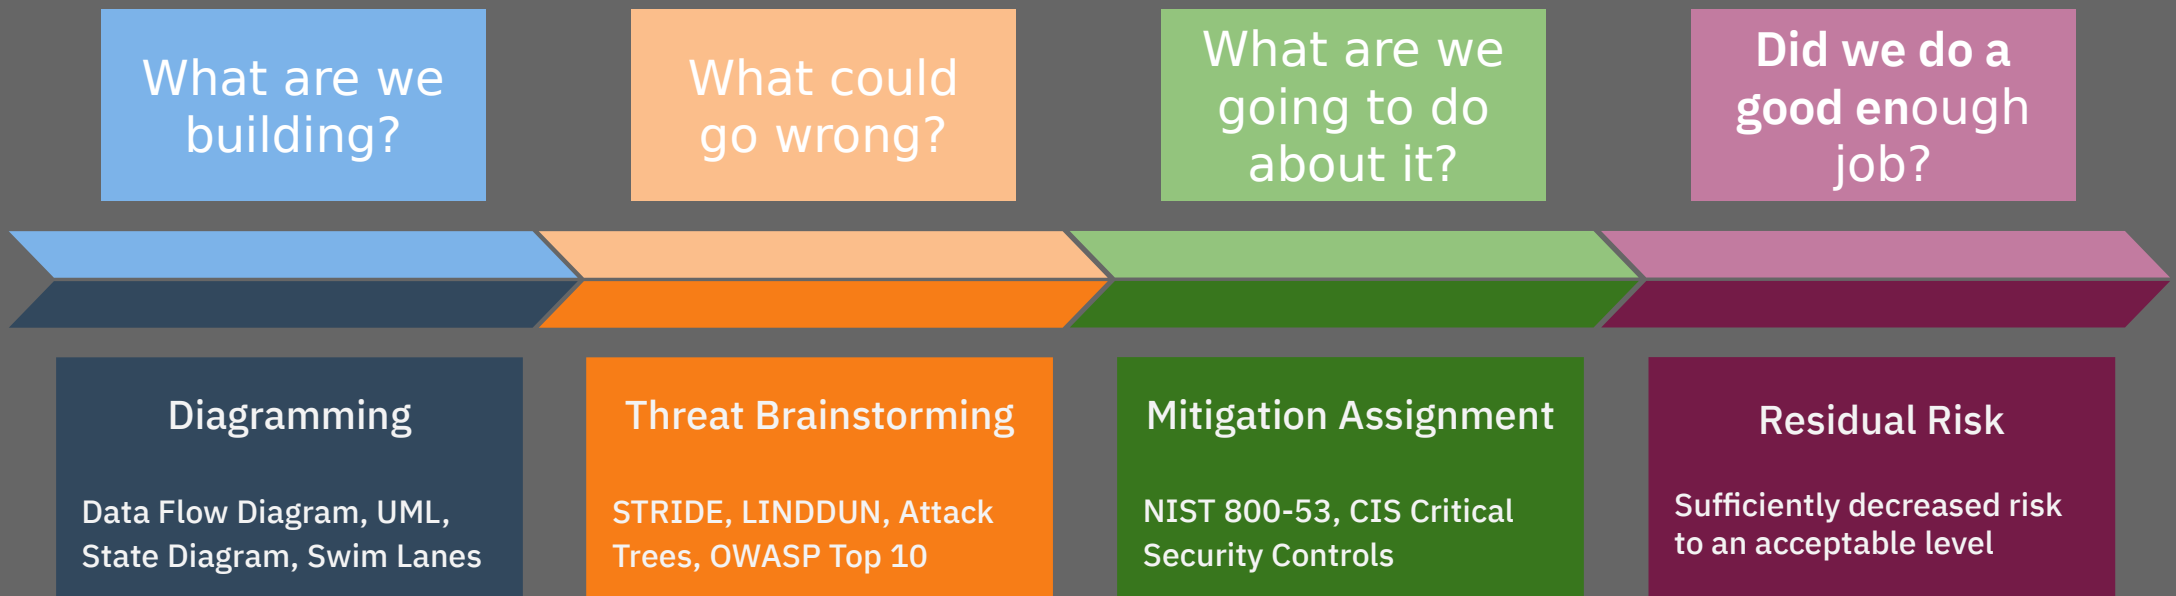 What are we
building?
What could
go wrong?
What are we
going to do
about it?
Did we do a
good enough
job?
Diagramming
Data Flow Diagram, UML,
State Diagram, Swim Lanes
Threat Brainstorming
STRIDE, LINDDUN, Attack
Trees, OWASP Top 10
Mitigation Assignment
NIST 800-53, CIS Critical
Security Controls
Residual Risk
Sufficiently decreased risk
to an acceptable level